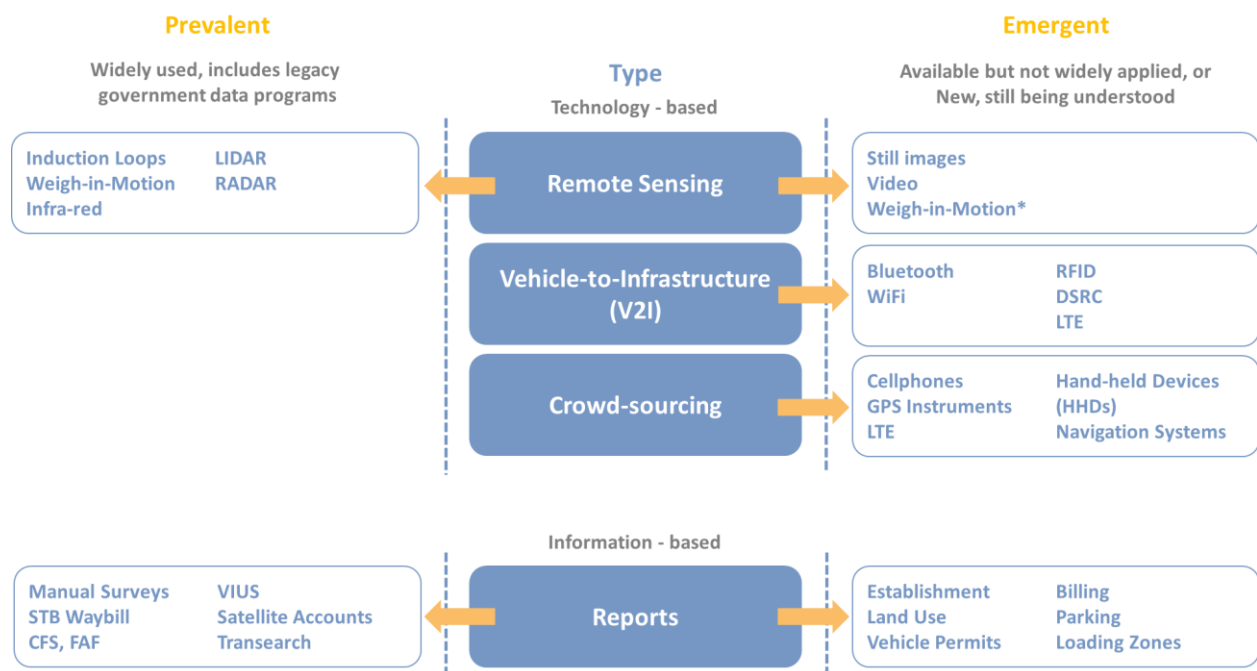 Prevalent
Widely used, includes legacy
government data programs
Type
Technology - based
Emergent
Available but not widely applied, or
New, still being understood
Induction Loops LIDAR
Weigh-in-Motion RADAR
Infra-red
Remote Sensing
Still images
Video
Weigh-in-Motion*
Vehicle-to-Infrastructure
(V2I)
Bluetooth RFID
WiFi DSRC
LTE
Crowd-sourcing
Cellphones Hand-held Devices
GPS Instruments (HHDs)
LTE Navigation Systems
Information - based
Manual Surveys VIUS
STB Waybill Satellite Accounts
CFS, FAF Transearch
Reports
Establishment Billing
Land Use Parking
Vehicle Permits Loading Zones